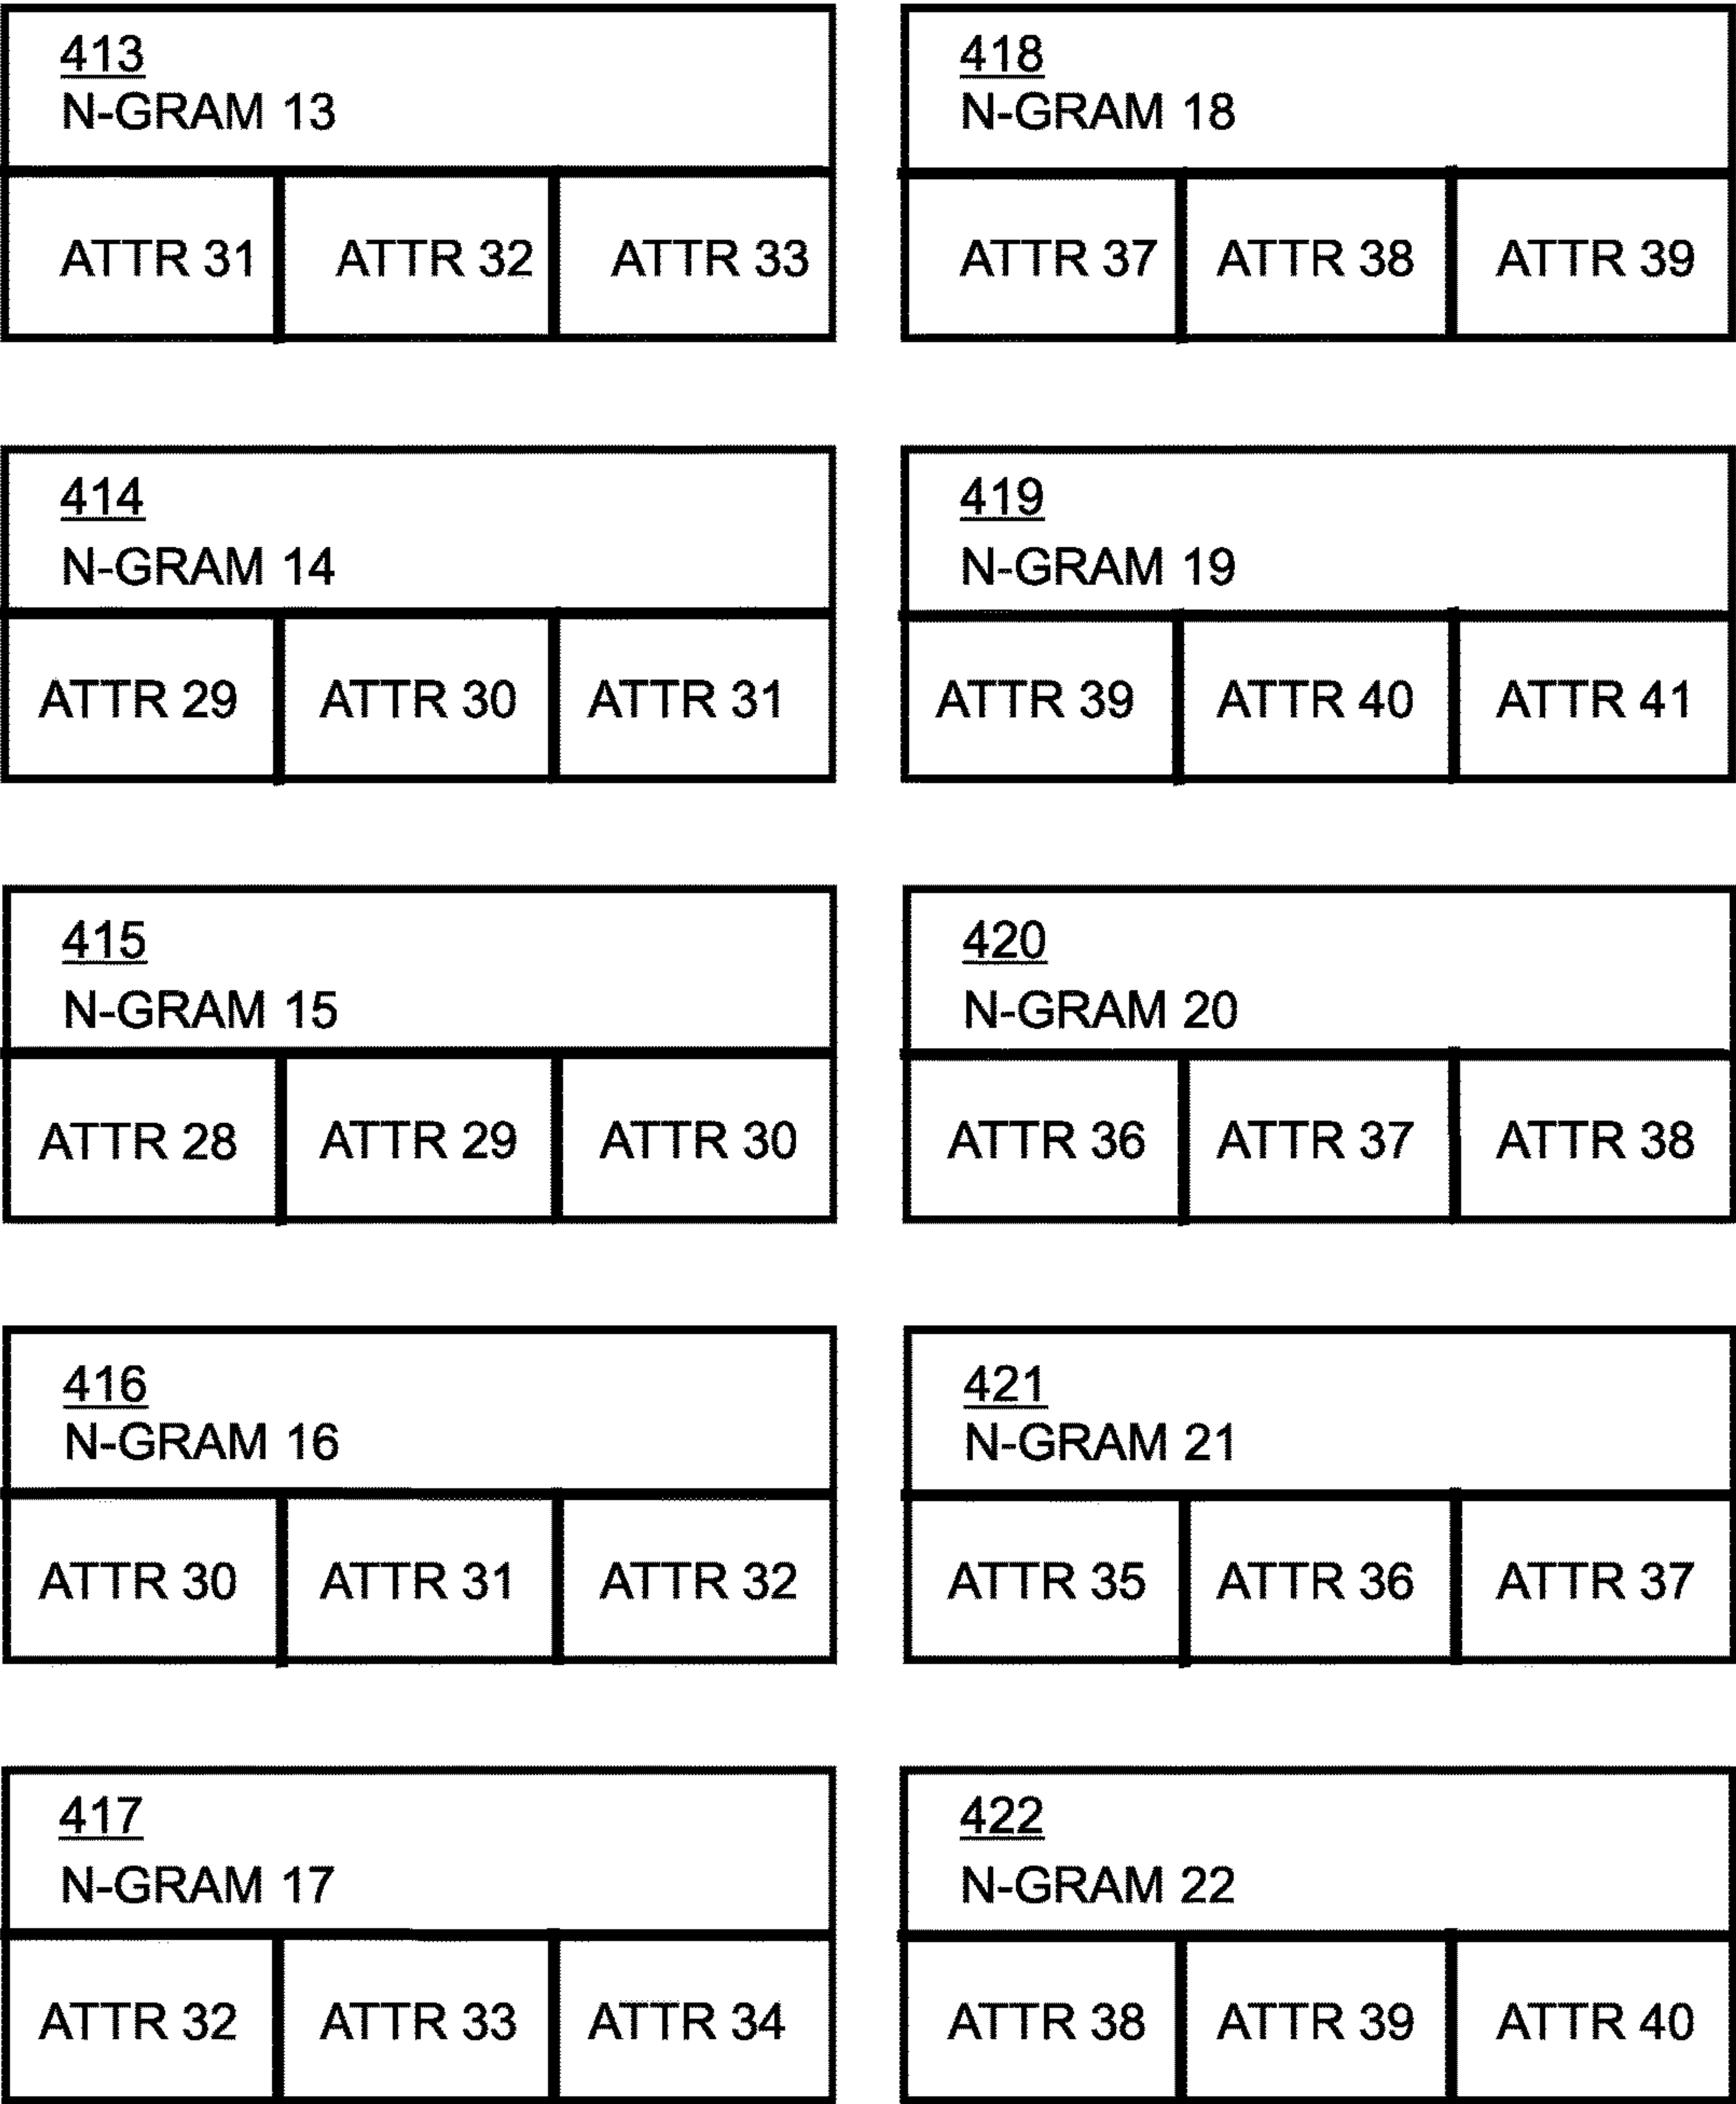 413
N-GRAM 13
ATTR 31 ATTR 32 ATTR 33
414
N-GRAM 14
ATTR 29 ATTR 30 ATTR 31
415
N-GRAM 15
ATTR 28 ATTR 29 ATTR 30
416
N-GRAM 16
ATTR 30 ATTR 31 ATTR 32
417
N-GRAM 17
ATTR 32 ATTR 33 ATTR 34
418
N-GRAM 18
ATTR 37 ATTR 38 ATTR 39
419
N-GRAM 19
ATTR 39 ATTR 40 ATTR 41
420
N-GRAM 20
ATTR 36 ATTR 37 ATTR 38
421
N-GRAM 21
ATTR 35 ATTR 36 ATTR 37
422
N-GRAM 22
ATTR 38 ATTR 39 ATTR 40